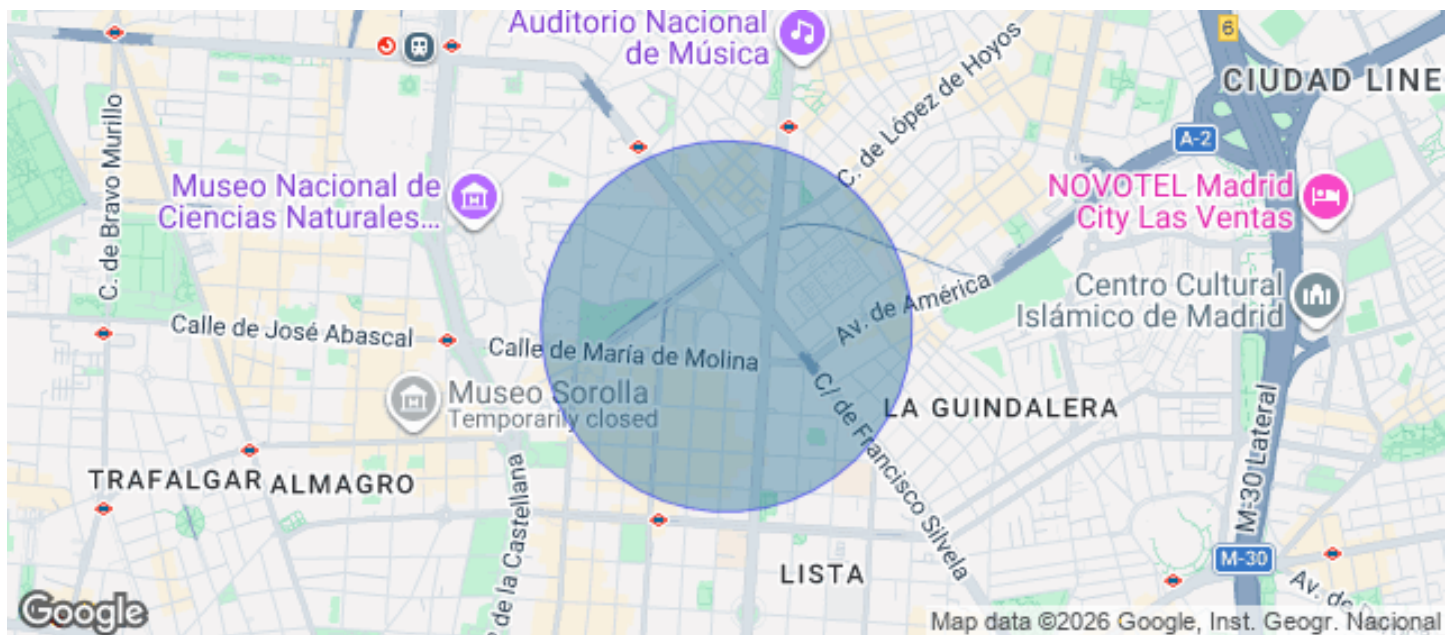 Auditorio Nacional
de Música
6
CIUDAD LINE
C. de Bravo Murillo
C. de López de Hoyos
A-2
Museo Nacional de
Ciencias Naturales...
NOVOTEL Madrid
City Las Ventas
Centro Cultural
Islámico de Madrid
Av. de América
Calle de José Abascal
Calle de María de Molina
Museo Sorolla
Temporarily closed
C/ de Francisco Silvela
LA GUINDALERA
M-30 Lateral
TRAFALGAR
ALMAGRO
de la Castellana
LISTA
M-30
Av. de
Google
Map data ©2026 Google, Inst. Geogr. Nacional